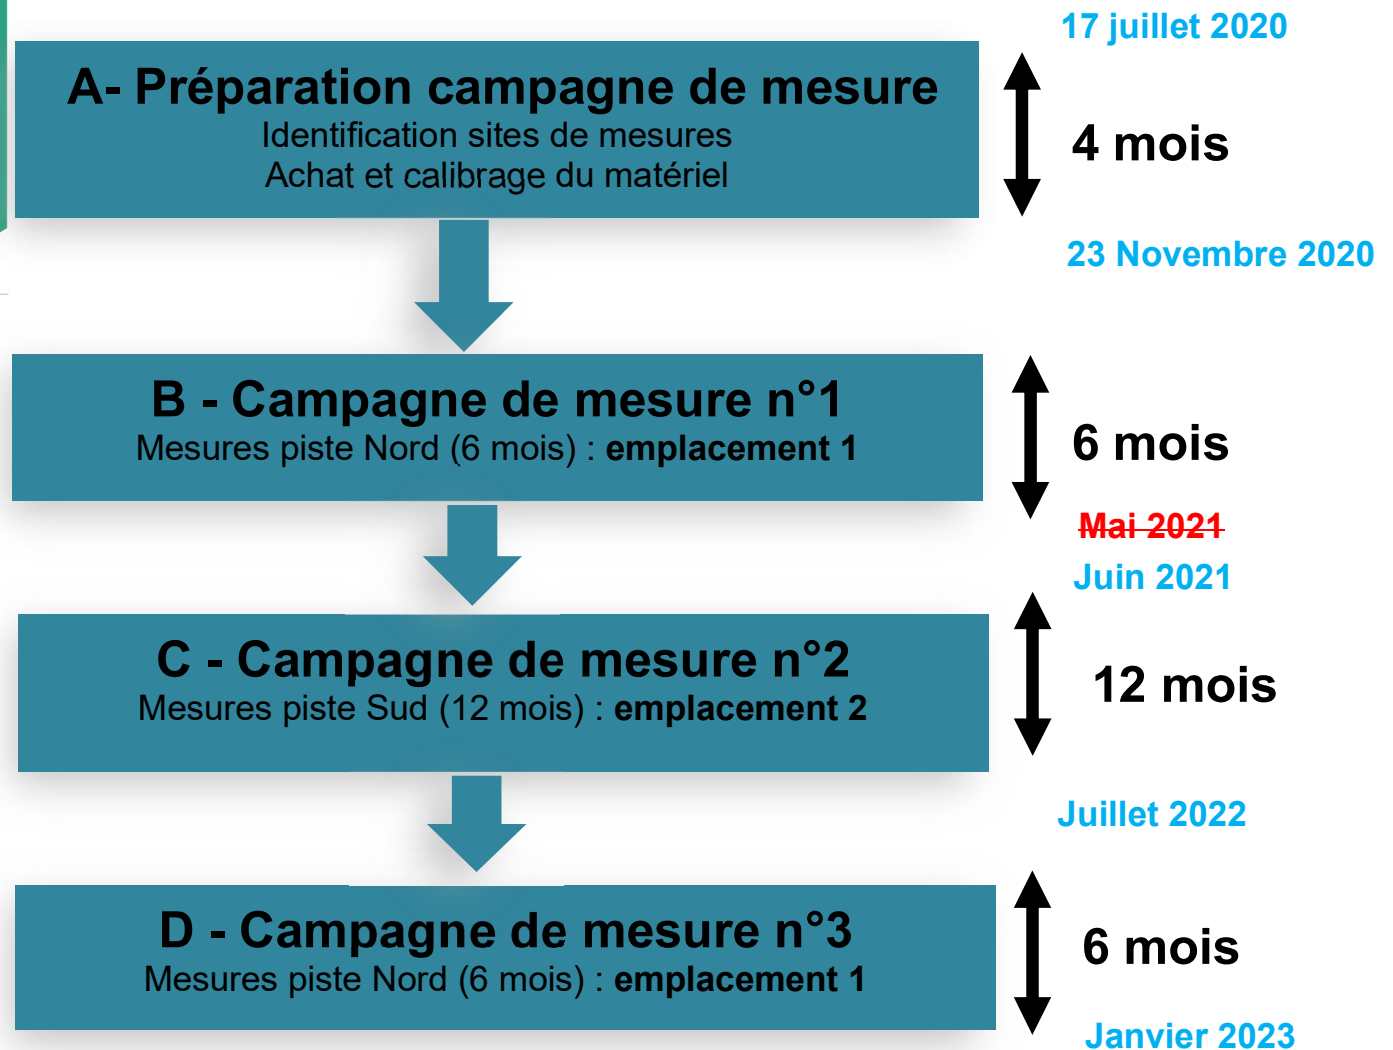 17 juillet 2020
A- Préparation campagne de mesure
Identification sites de mesures
Achat et calibrage du matériel
4 mois
23 Novembre 2020
B - Campagne de mesure n°1
Mesures piste Nord (6 mois) : emplacement 1
6 mois
Mai 2021
Juin 2021
C - Campagne de mesure n°2
Mesures piste Sud (12 mois) : emplacement 2
12 mois
Juillet 2022
D - Campagne de mesure n°3
Mesures piste Nord (6 mois) : emplacement 1
6 mois
Janvier 2023